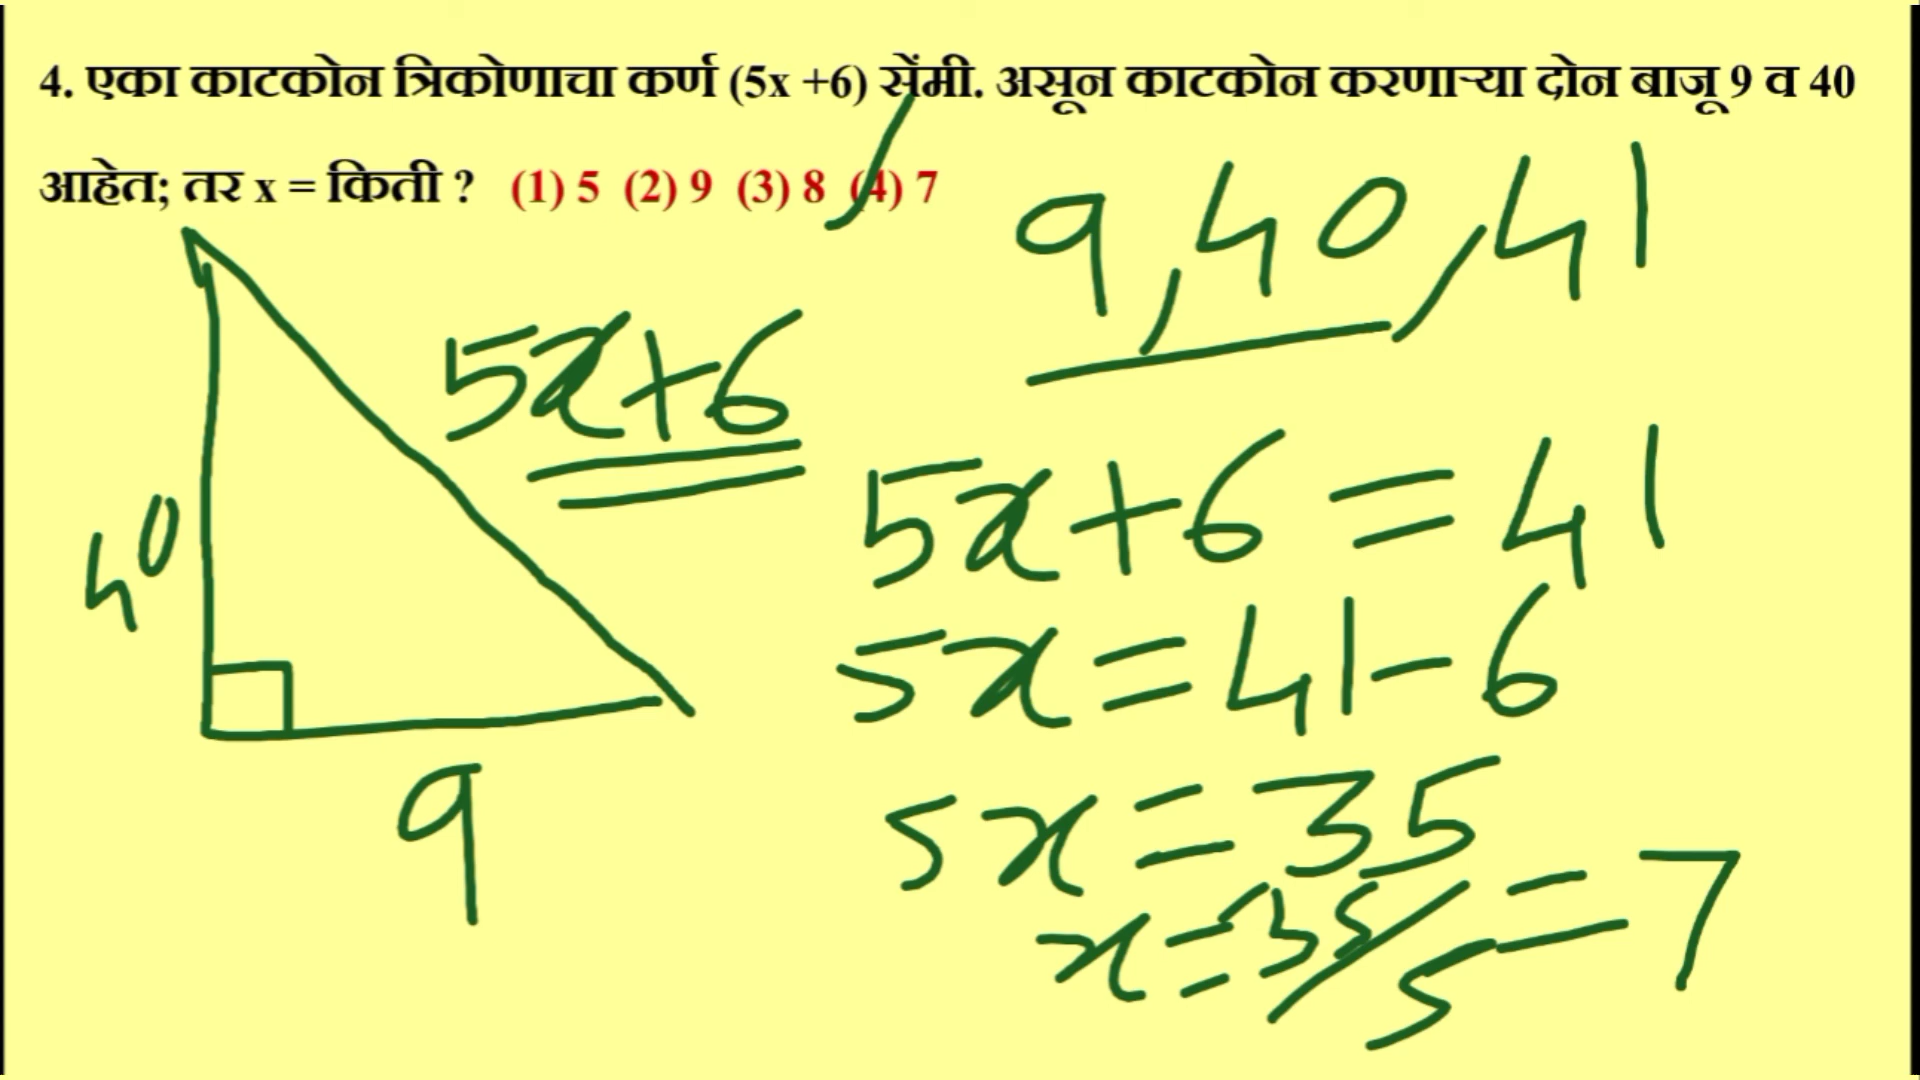 4. एका काटकोन त्रिकोणाचा कर्ण (5x +6) सेंमी. असून काटकोन करणाऱ्या दोन बाजू 9 व 40
आहेत; तर x = किती ? (1) 5 (2) 9 (3) 8 (4) 7
9, 40, 41
5x+6
5x+6 = 41
40
5x = 41-6
5x = 35
9
x = 35/5 = 7